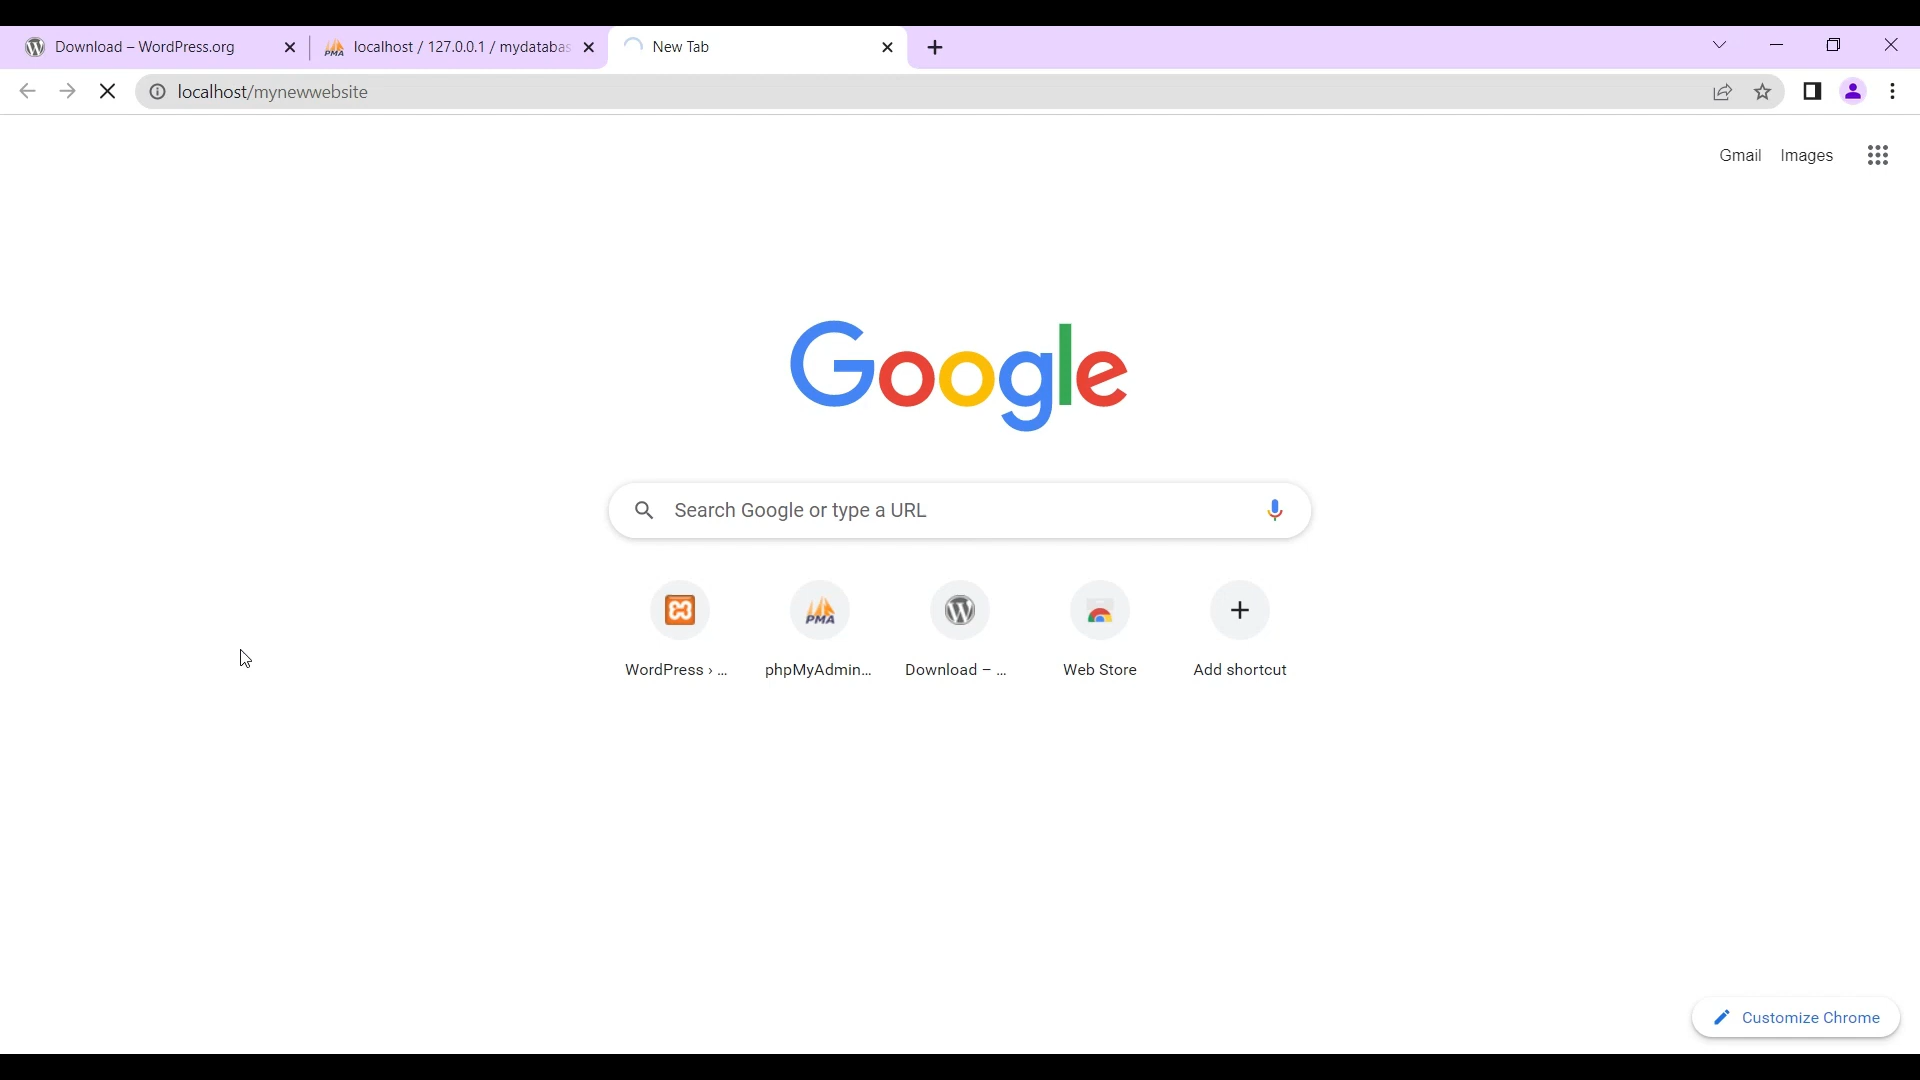 Download – WordPress.org
localhost / 127.0.0.1 / mydatabas
New Tab
localhost/mynewwebsite
Gmail Images
Google
Search Google or type a URL
PMA
WordPress › ... phpMyAdmin... Download – ... Web Store Add shortcut
Customize Chrome